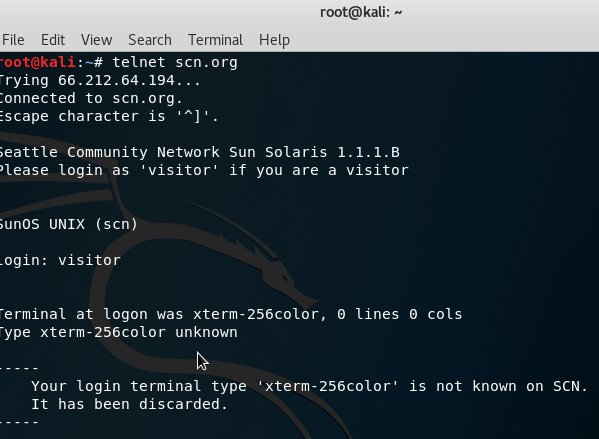 root@kali: ~
File Edit View Search Terminal Help
root@kali:~# telnet scn.org
Trying 66.212.64.194...
Connected to scn.org.
Escape character is '^]'.
Seattle Community Network Sun Solaris 1.1.1.B
Please login as 'visitor' if you are a visitor
SunOS UNIX (scn)
login: visitor
Terminal at logon was xterm-256color, 0 lines 0 cols
Type xterm-256color unknown
-----
Your login terminal type 'xterm-256color' is not known on SCN.
It has been discarded.
-----